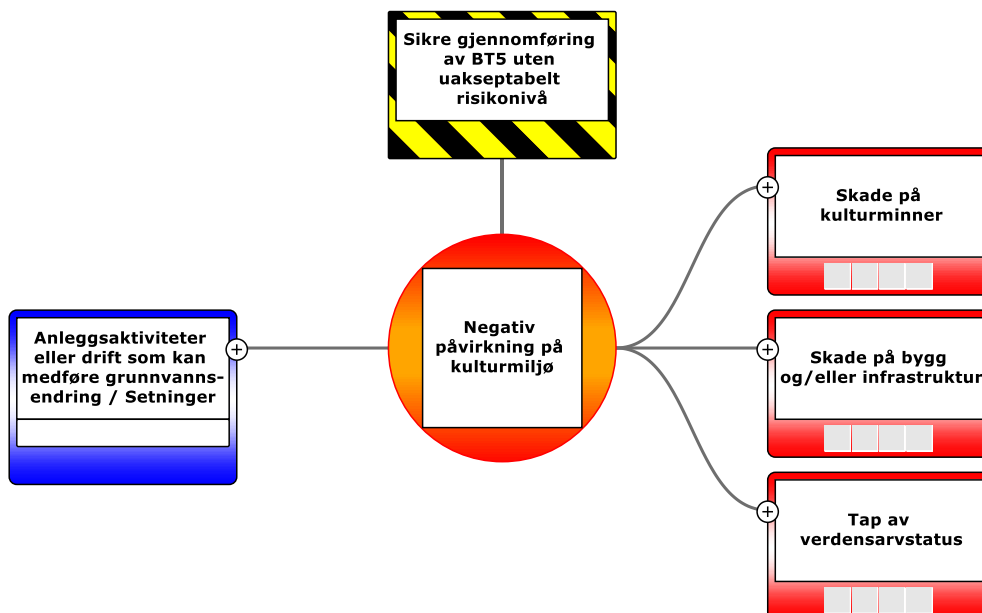 Sikre gjennomføring
av BT5 uten
uakseptabelt
risikonivå
Anleggsaktiviteter
eller drift som kan
medføre grunnvanns-
endring / Setninger
Negativ
påvirkning på
kulturmiljø
Skade på
kulturminner
Skade på bygg
og/eller infrastruktur
Tap av
verdensarvstatus